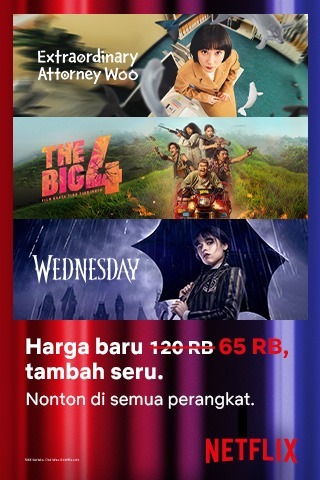 Extraordinary
Attorney Woo
THE
BIG 4
WEDNESDAY
Harga baru 120 RB 65 RB,
tambah seru.
Nonton di semua perangkat.
NETFLIX